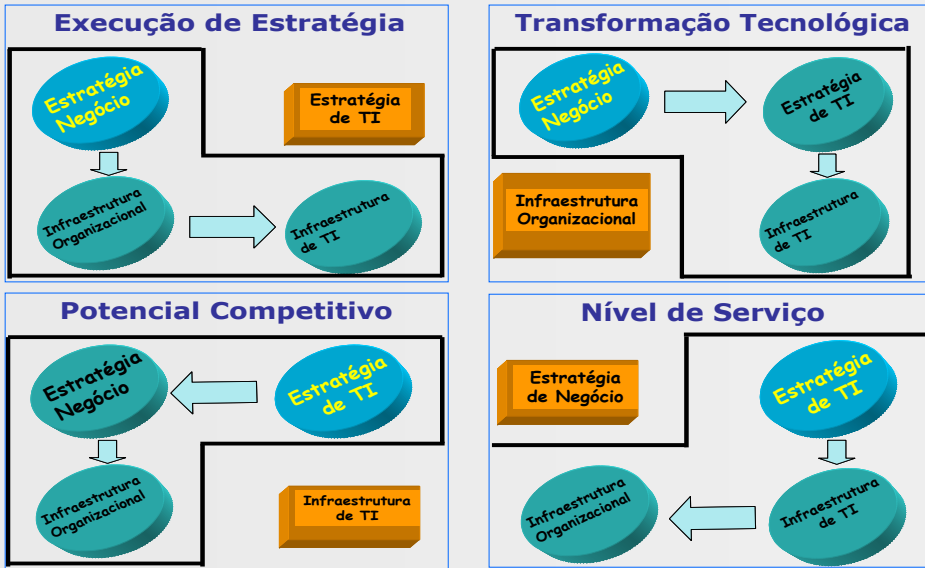 Execução de Estratégia
Estratégia
Negócio
Estratégia
de TI
Infraestrutura
Organizacional
Infraestrutura
de TI
Transformação Tecnológica
Estratégia
Negócio
Estratégia
de TI
Infraestrutura
Organizacional
Infraestrutura
de TI
Potencial Competitivo
Estratégia
Negócio
Estratégia
de TI
Infraestrutura
Organizacional
Infraestrutura
de TI
Nível de Serviço
Estratégia
de Negócio
Estratégia
de TI
Infraestrutura
Organizacional
Infraestrutura
de TI